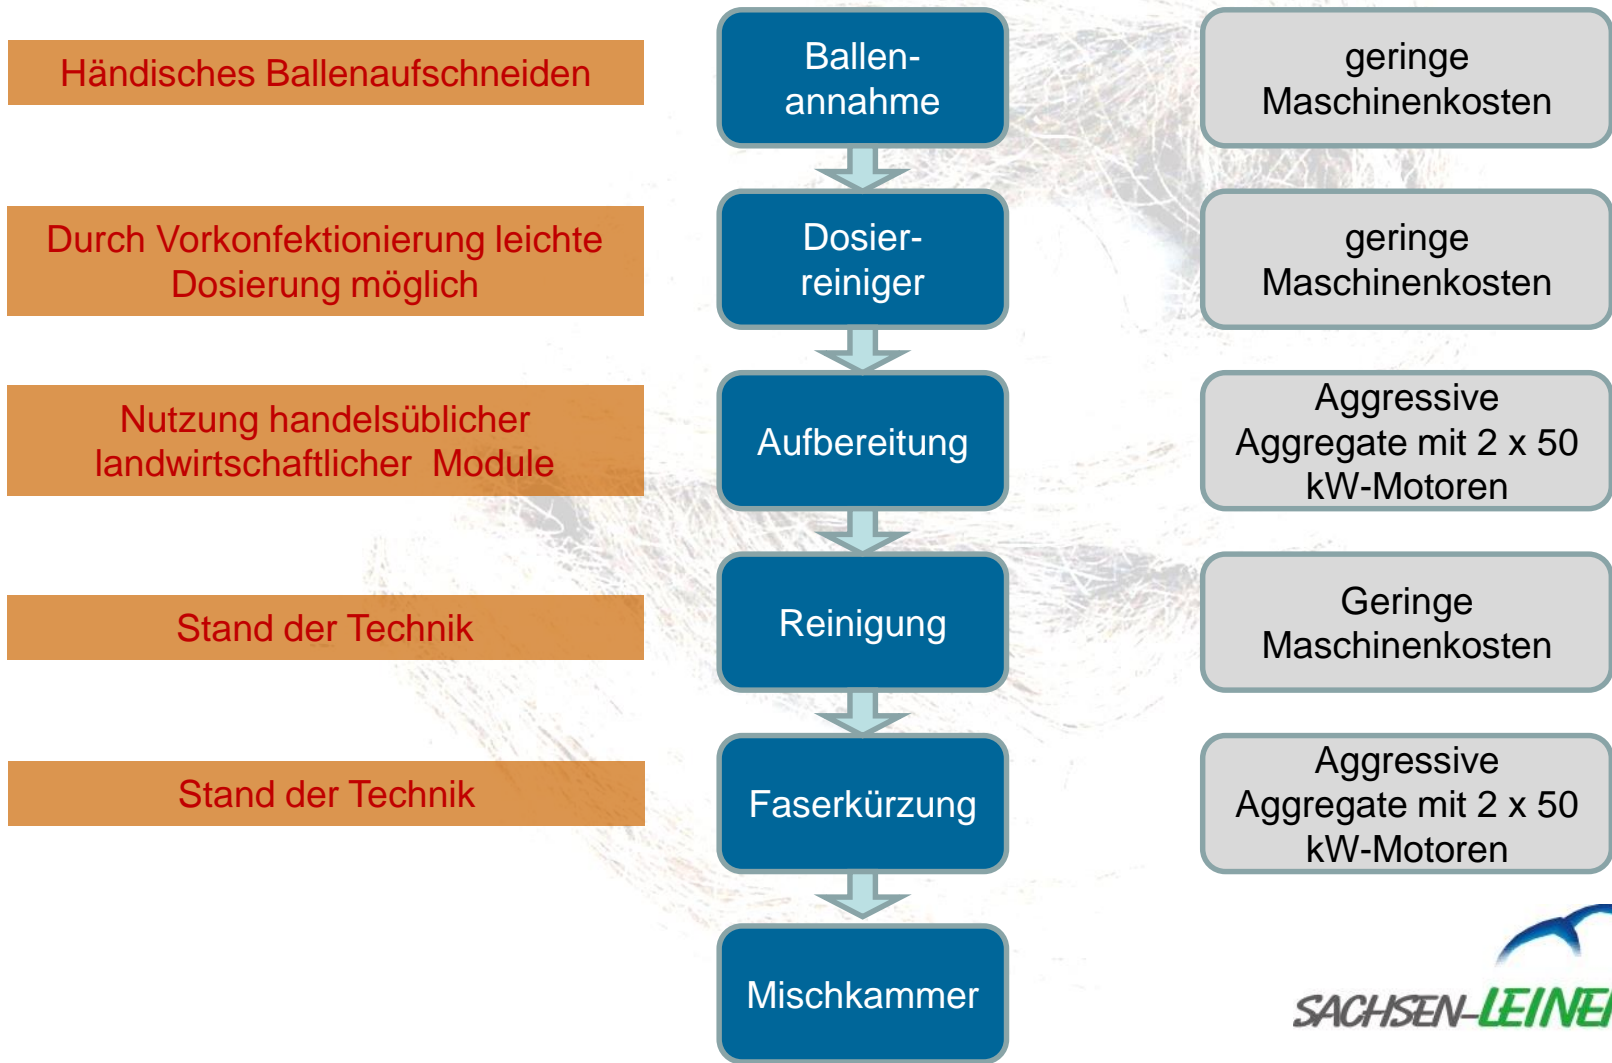 Händisches Ballenaufschneiden
Ballen-
annahme
geringe
Maschinenkosten
Durch Vorkonfektionierung leichte
Dosierung möglich
Dosier-
reiniger
geringe
Maschinenkosten
Nutzung handelsüblicher
landwirtschaftlicher Module
Aufbereitung
Aggressive
Aggregate mit 2 x 50
kW-Motoren
Stand der Technik
Reinigung
Geringe
Maschinenkosten
Stand der Technik
Faserkürzung
Aggressive
Aggregate mit 2 x 50
kW-Motoren
Mischkammer
SACHSEN-LEINE